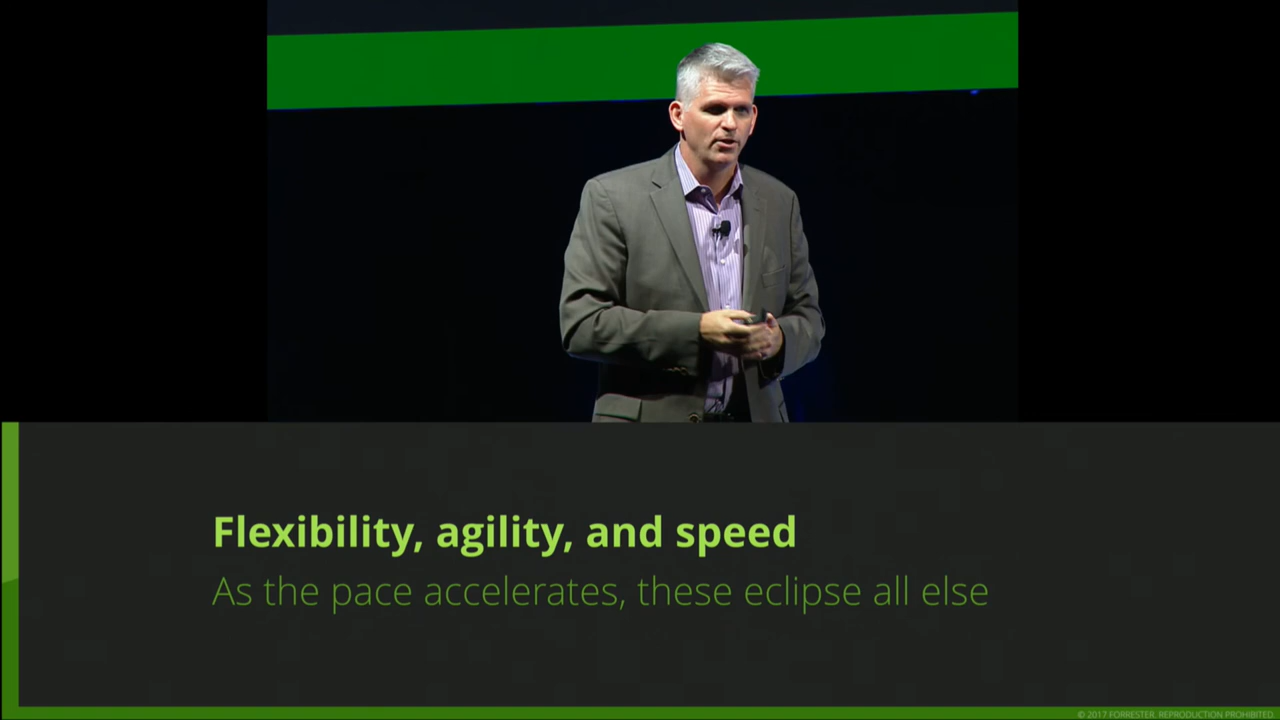 Flexibility, agility, and speed
As the pace accelerates, these eclipse all else
© 2017 FORRESTER. REPRODUCTION PROHIBITED.